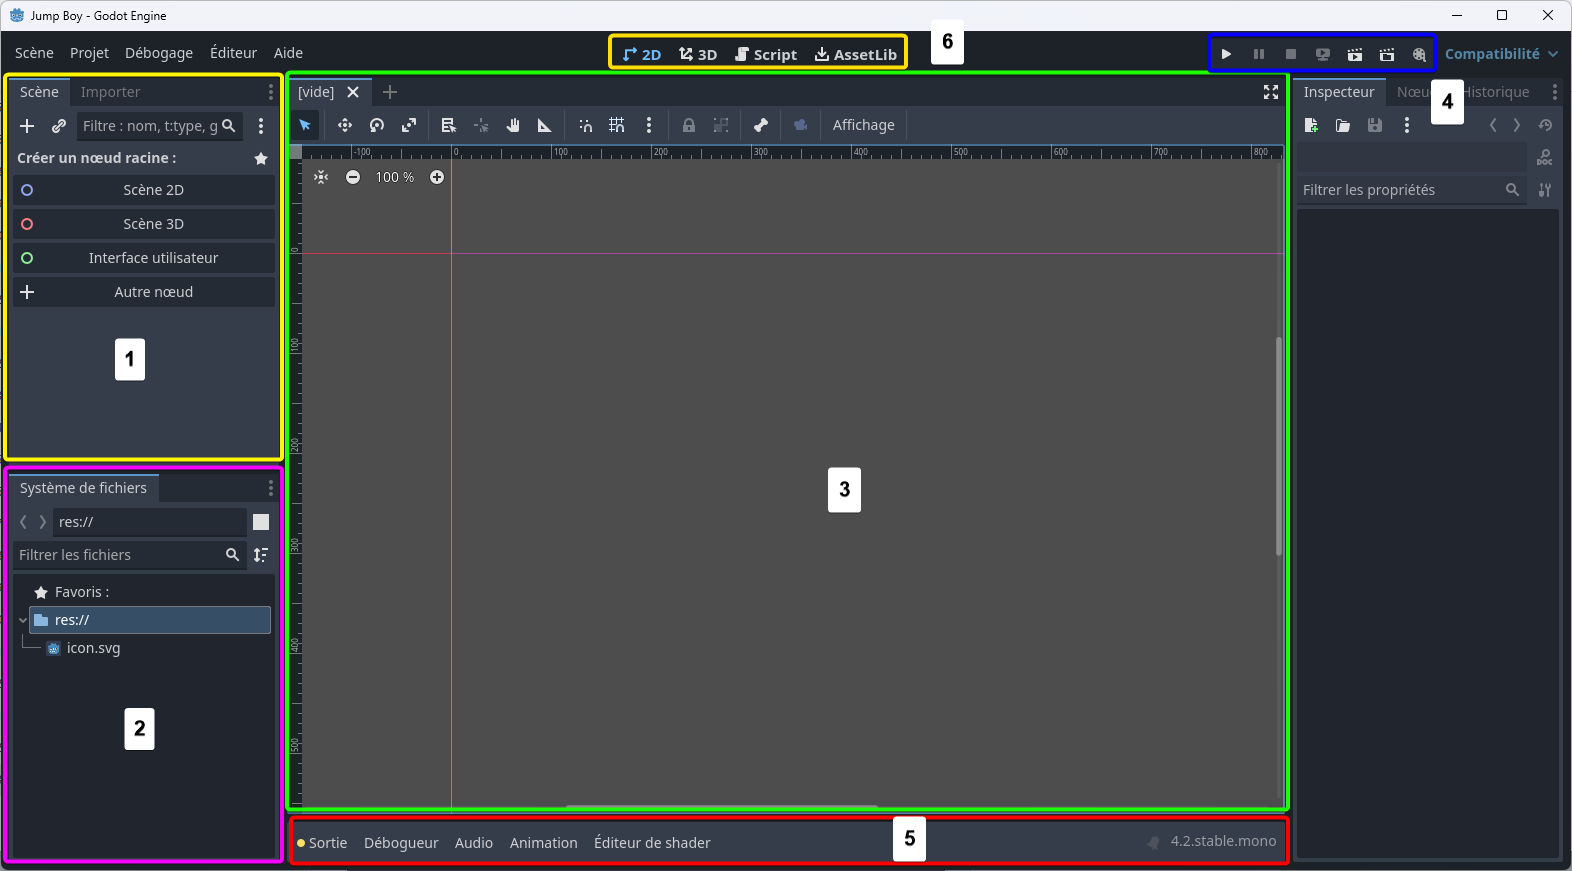 Jump Boy - Godot Engine
Scène Projet Débogage Éditeur Aide
2D 3D Script AssetLib
6
Compatibilité
Scène Importer
Filtre : nom, t:type, g
Créer un nœud racine :
Scène 2D
Scène 3D
Interface utilisateur
Autre nœud
1
Système de fichiers
res://
Filtrer les fichiers
Favoris :
res://
icon.svg
2
[vide]
Affichage
-100 0 100 200 300 400 500 600 700 800
100 %
0
100
200
300
400
500
3
Sortie Débogueur Audio Animation Éditeur de shader
5
4.2.stable.mono
Inspecteur Nœu Historique
4
DOC
Filtrer les propriétés